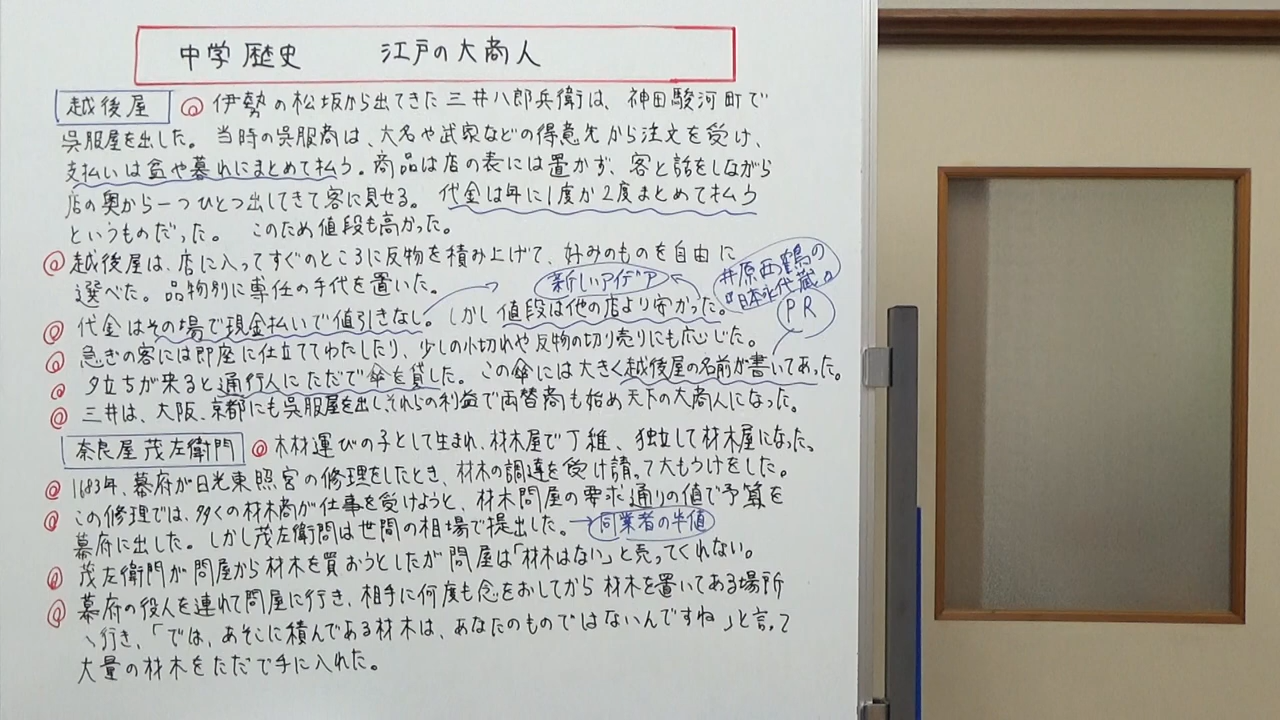 中学 歴史 江戸の大商人
越後屋 ◎ 伊勢の松坂から出てきた三井八郎兵衛は、神田駿河町で
呉服屋を出した。当時の呉服商は、大名や武家などの得意先から注文を受け、
支払いは盆や暮れにまとめて払う。商品は店の表には置かず、客と話をしながら
店の奥から一つひとつ出してきて客に見せる。代金は年に1度か2度まとめて払う
というものだった。このため値段も高かった。
◎ 越後屋は、店に入ってすぐのところに反物を積み上げて、好みのものを自由に
選べた。品物別に専任の手代を置いた。
新しいアイデア
井原西鶴の
『日本永代蔵』
PR
◎ 代金はその場で現金払いで値引きなし。しかし値段は他の店より安かった。
◎ 急ぎの客には即座に仕立ててわたしたり、少しの小切れや反物の切り売りにも応じた。
◎ 夕立ちが来ると通行人にただで傘を貸した。この傘には大きく越後屋の名前が書いてあった。
◎ 三井は、大阪、京都にも呉服屋を出しそれらの利益で両替商も始め天下の大商人になった。
奈良屋茂左衛門 ◎ 木材運びの子として生まれ、材木屋で丁稚、独立して材木屋になった。
◎ 1683年、幕府が日光東照宮の修理をしたとき、材木の調達を受け請って大もうけをした。
◎ この修理では、多くの材木商が仕事を受けようと、材木問屋の要求通りの値で予算を
幕府に出した。しかし茂左衛門は世間の相場で提出した。→同業者の半値
◎ 茂左衛門が問屋から材木を買おうとしたが問屋は「材木はない」と売ってくれない。
◎ 幕府の役人を連れて問屋に行き、相手に何度も念をおしてから材木を置いてある場所
へ行き、「では、あそこに積んである材木は、あなたのものではないんですね」と言って
大量の材木をただで手に入れた。